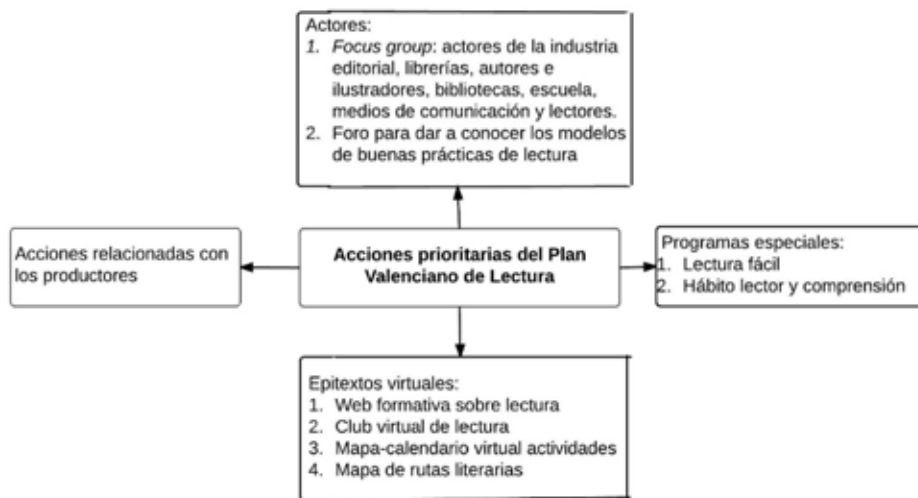 Actores:
1. Focus group: actores de la industria
editorial, librerías, autores e
ilustradores, bibliotecas, escuela,
medios de comunicación y lectores.
2. Foro para dar a conocer los modelos
de buenas prácticas de lectura
Acciones relacionadas con
los productores
Acciones prioritarias del Plan
Valenciano de Lectura
Programas especiales:
1. Lectura fácil
2. Hábito lector y comprensión
Epitextos virtuales:
1. Web formativa sobre lectura
2. Club virtual de lectura
3. Mapa-calendario virtual actividades
4. Mapa de rutas literarias